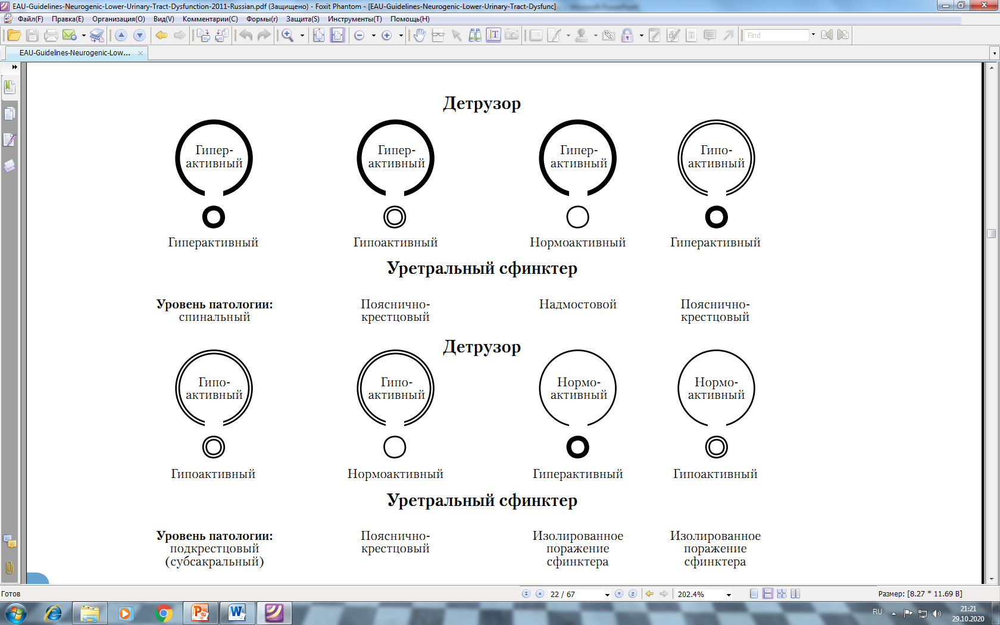 EAU-Guidelines-Neurogenic-Lower-Urinary-Tract-Dysfunction-2011-Russian.pdf (Защищено) - Foxit Phantom - [EAU-Guidelines-Neurogenic-Lower-Urinary-Tract-Dysfunc]
Файл(F) Правка(E) Организация(O) Вид(V) Комментарии(C) Формы(r) Защита(S) Инструменты(T) Помощь(H)
Find
EAU-Guidelines-Neurogenic-Low...
Детрузор
Гипер- Гипер- Гипер- Гипо-
активный активный активный активный
Гиперактивный Гипоактивный Нормоактивный Гиперактивный
Уретральный сфинктер
Уровень патологии: Пояснично- Надмостовой Пояснично-
спинальный крестцовый крестцовый
Детрузор
Гипо- Гипо- Нормо- Нормо-
активный активный активный активный
Гипоактивный Нормоактивный Гиперактивный Гипоактивный
Уретральный сфинктер
Уровень патологии: Пояснично- Изолированное Изолированное
подкрестцовый крестцовый поражение поражение
(субсакральный) сфинктера сфинктера
Готов 22 / 67 202.4% Размер: [8.27 * 11.69 В]
RU 21:21
29.10.2020